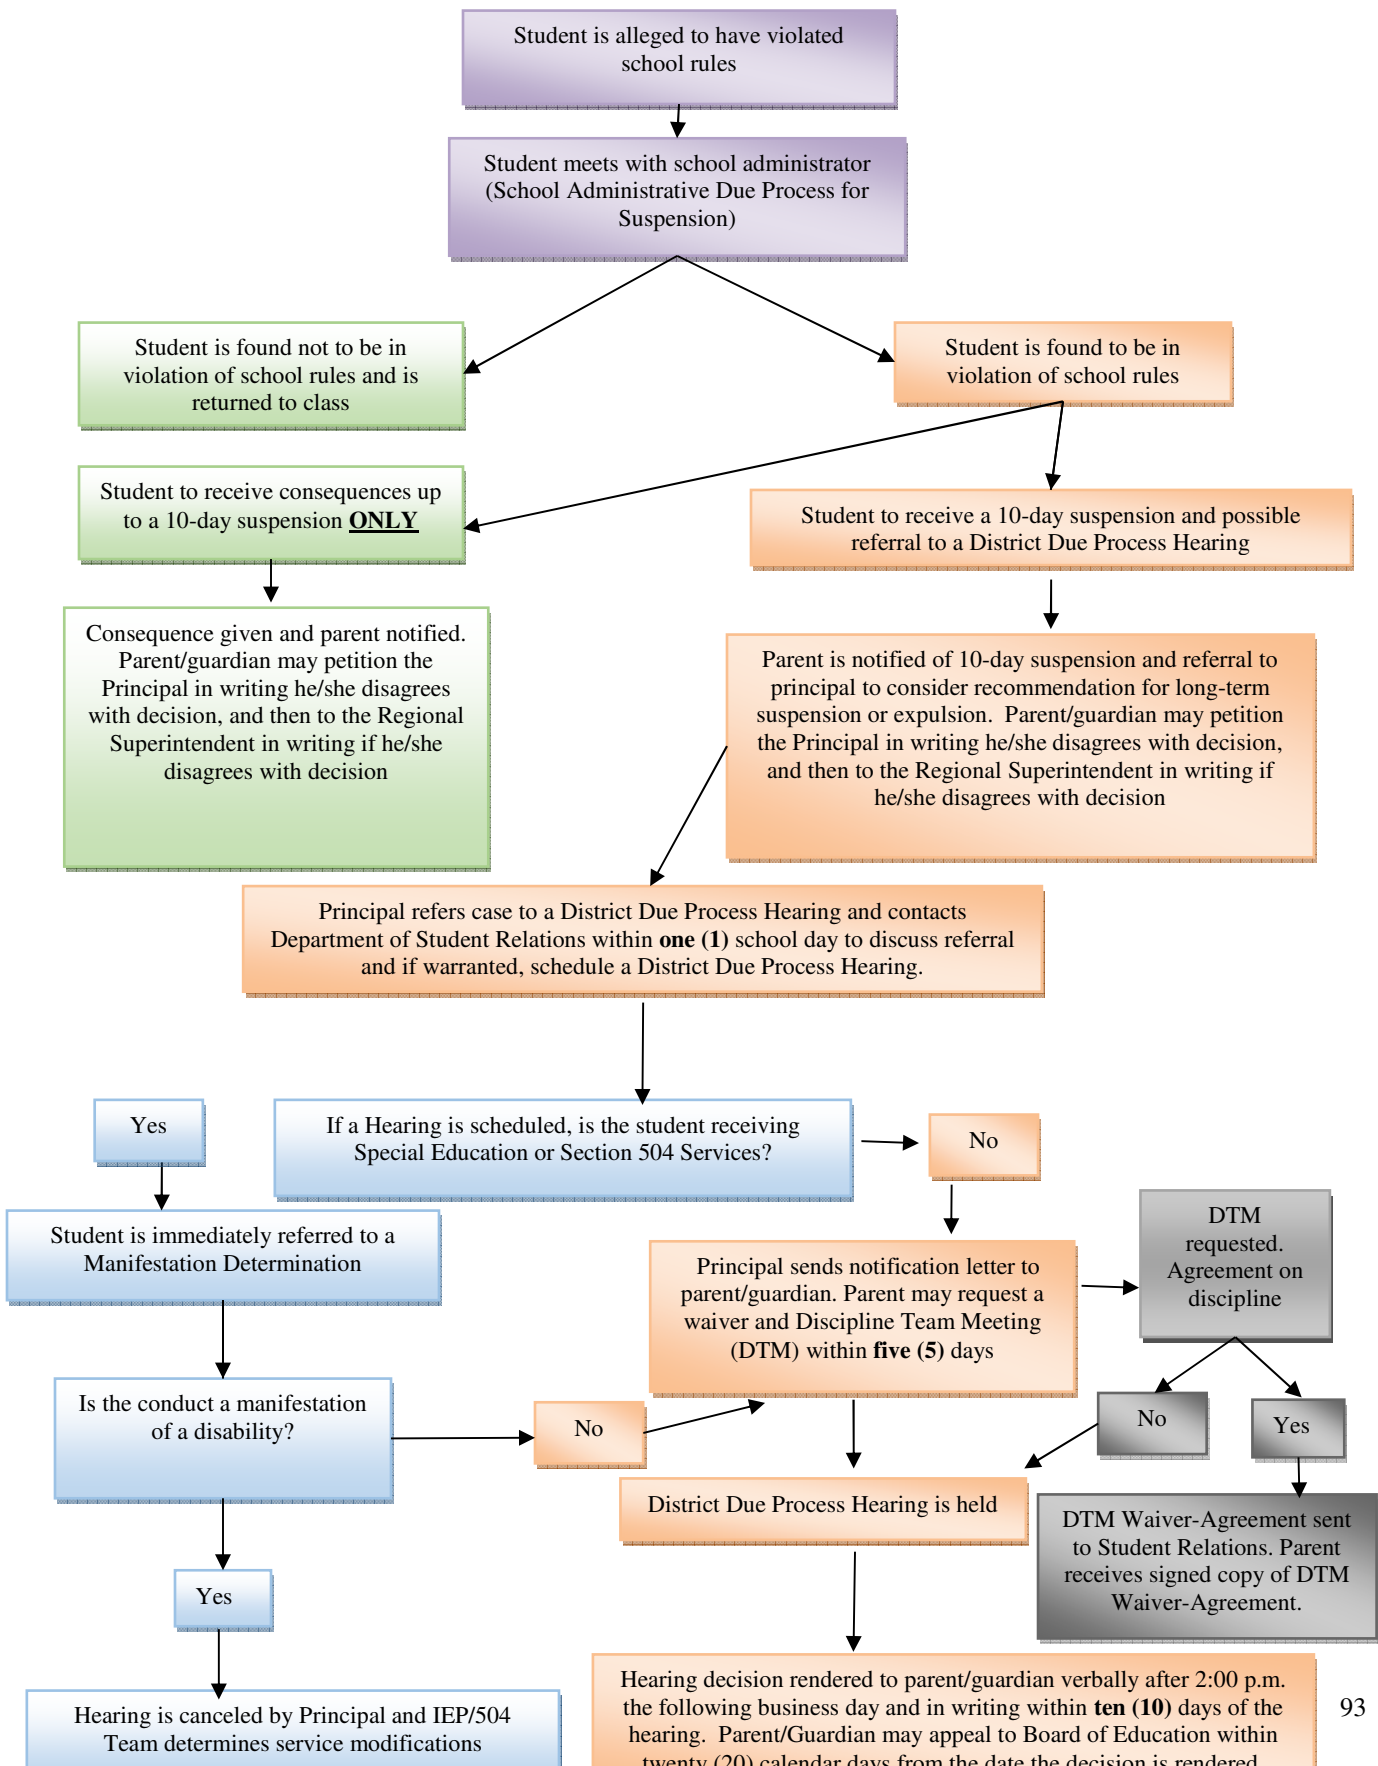 Student is alleged to have violated
school rules
Student meets with school administrator
(School Administrative Due Process for
Suspension)
Student is found not to be in
violation of school rules and is
returned to class
Student is found to be in
violation of school rules
Student to receive consequences up
to a 10-day suspension ONLY
Student to receive a 10-day suspension and possible
referral to a District Due Process Hearing
Consequence given and parent notified.
Parent/guardian may petition the
Principal in writing he/she disagrees
with decision, and then to the Regional
Superintendent in writing if he/she
disagrees with decision
Parent is notified of 10-day suspension and referral to
principal to consider recommendation for long-term
suspension or expulsion.  Parent/guardian may petition
the Principal in writing he/she disagrees with decision,
and then to the Regional Superintendent in writing if
he/she disagrees with decision
Principal refers case to a District Due Process Hearing and contacts
Department of Student Relations within one (1) school day to discuss referral
and if warranted, schedule a District Due Process Hearing.
Yes
If a Hearing is scheduled, is the student receiving
Special Education or Section 504 Services?
No
Student is immediately referred to a
Manifestation Determination
Principal sends notification letter to
parent/guardian. Parent may request a
waiver and Discipline Team Meeting
(DTM) within five (5) days
DTM
requested.
Agreement on
discipline
Is the conduct a manifestation
of a disability?
No
No
Yes
District Due Process Hearing is held
DTM Waiver-Agreement sent
to Student Relations. Parent
receives signed copy of DTM
Waiver-Agreement.
Yes
Hearing is canceled by Principal and IEP/504
Team determines service modifications
Hearing decision rendered to parent/guardian verbally after 2:00 p.m.
the following business day and in writing within ten (10) days of the
hearing.  Parent/Guardian may appeal to Board of Education within
twenty (20) calendar days from the date the decision is rendered
93